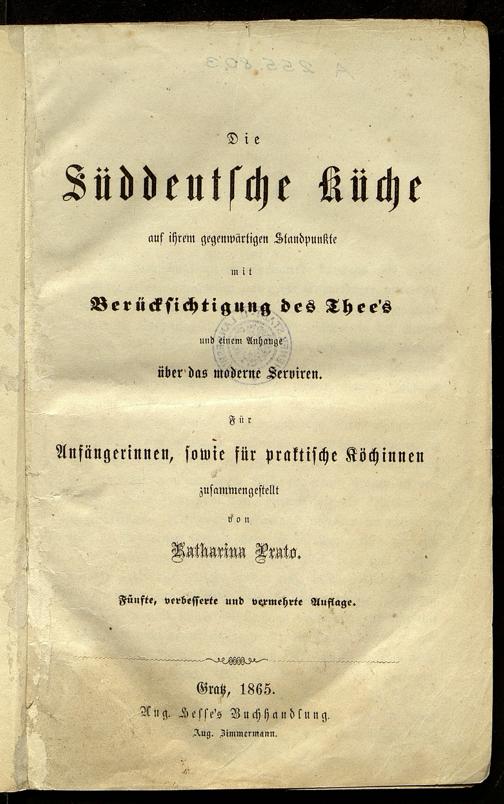 A 255.803
Die
Süddeutsche Küche
auf ihrem gegenwärtigen Standpunkte
mit
Berücksichtigung des Thee's
und einem Anhange
über das moderne Serviren.
Für
Anfängerinnen, sowie für praktische Köchinnen
zusammengestellt
von
Katharina Prato.
Fünfte, verbesserte und vermehrte Auflage.
Gratz, 1865.
Aug. Hesse's Buchhandlung.
Aug. Zimmermann.